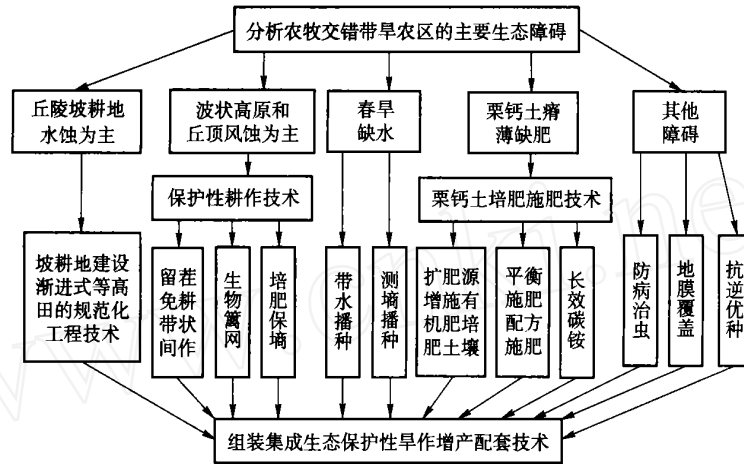 分析农牧交错带旱农区的主要生态障碍
丘陵坡耕地
水蚀为主
波状高原和
丘顶风蚀为主
春旱
缺水
栗钙土瘠
薄缺肥
其他
障碍
保护性耕作技术
栗钙土培肥施肥技术
坡耕地建设
渐进式等高
田的规范化
工程技术
留茬
免耕
带状
间作
生物篱网
培肥保墒
带水播种
测墒播种
扩肥源
增施有
机肥培
肥土壤
平衡
施肥
配方
施肥
长效碳铵
防病治虫
地膜覆盖
抗逆优种
组装集成生态保护性旱作增产配套技术
www.cnki.net